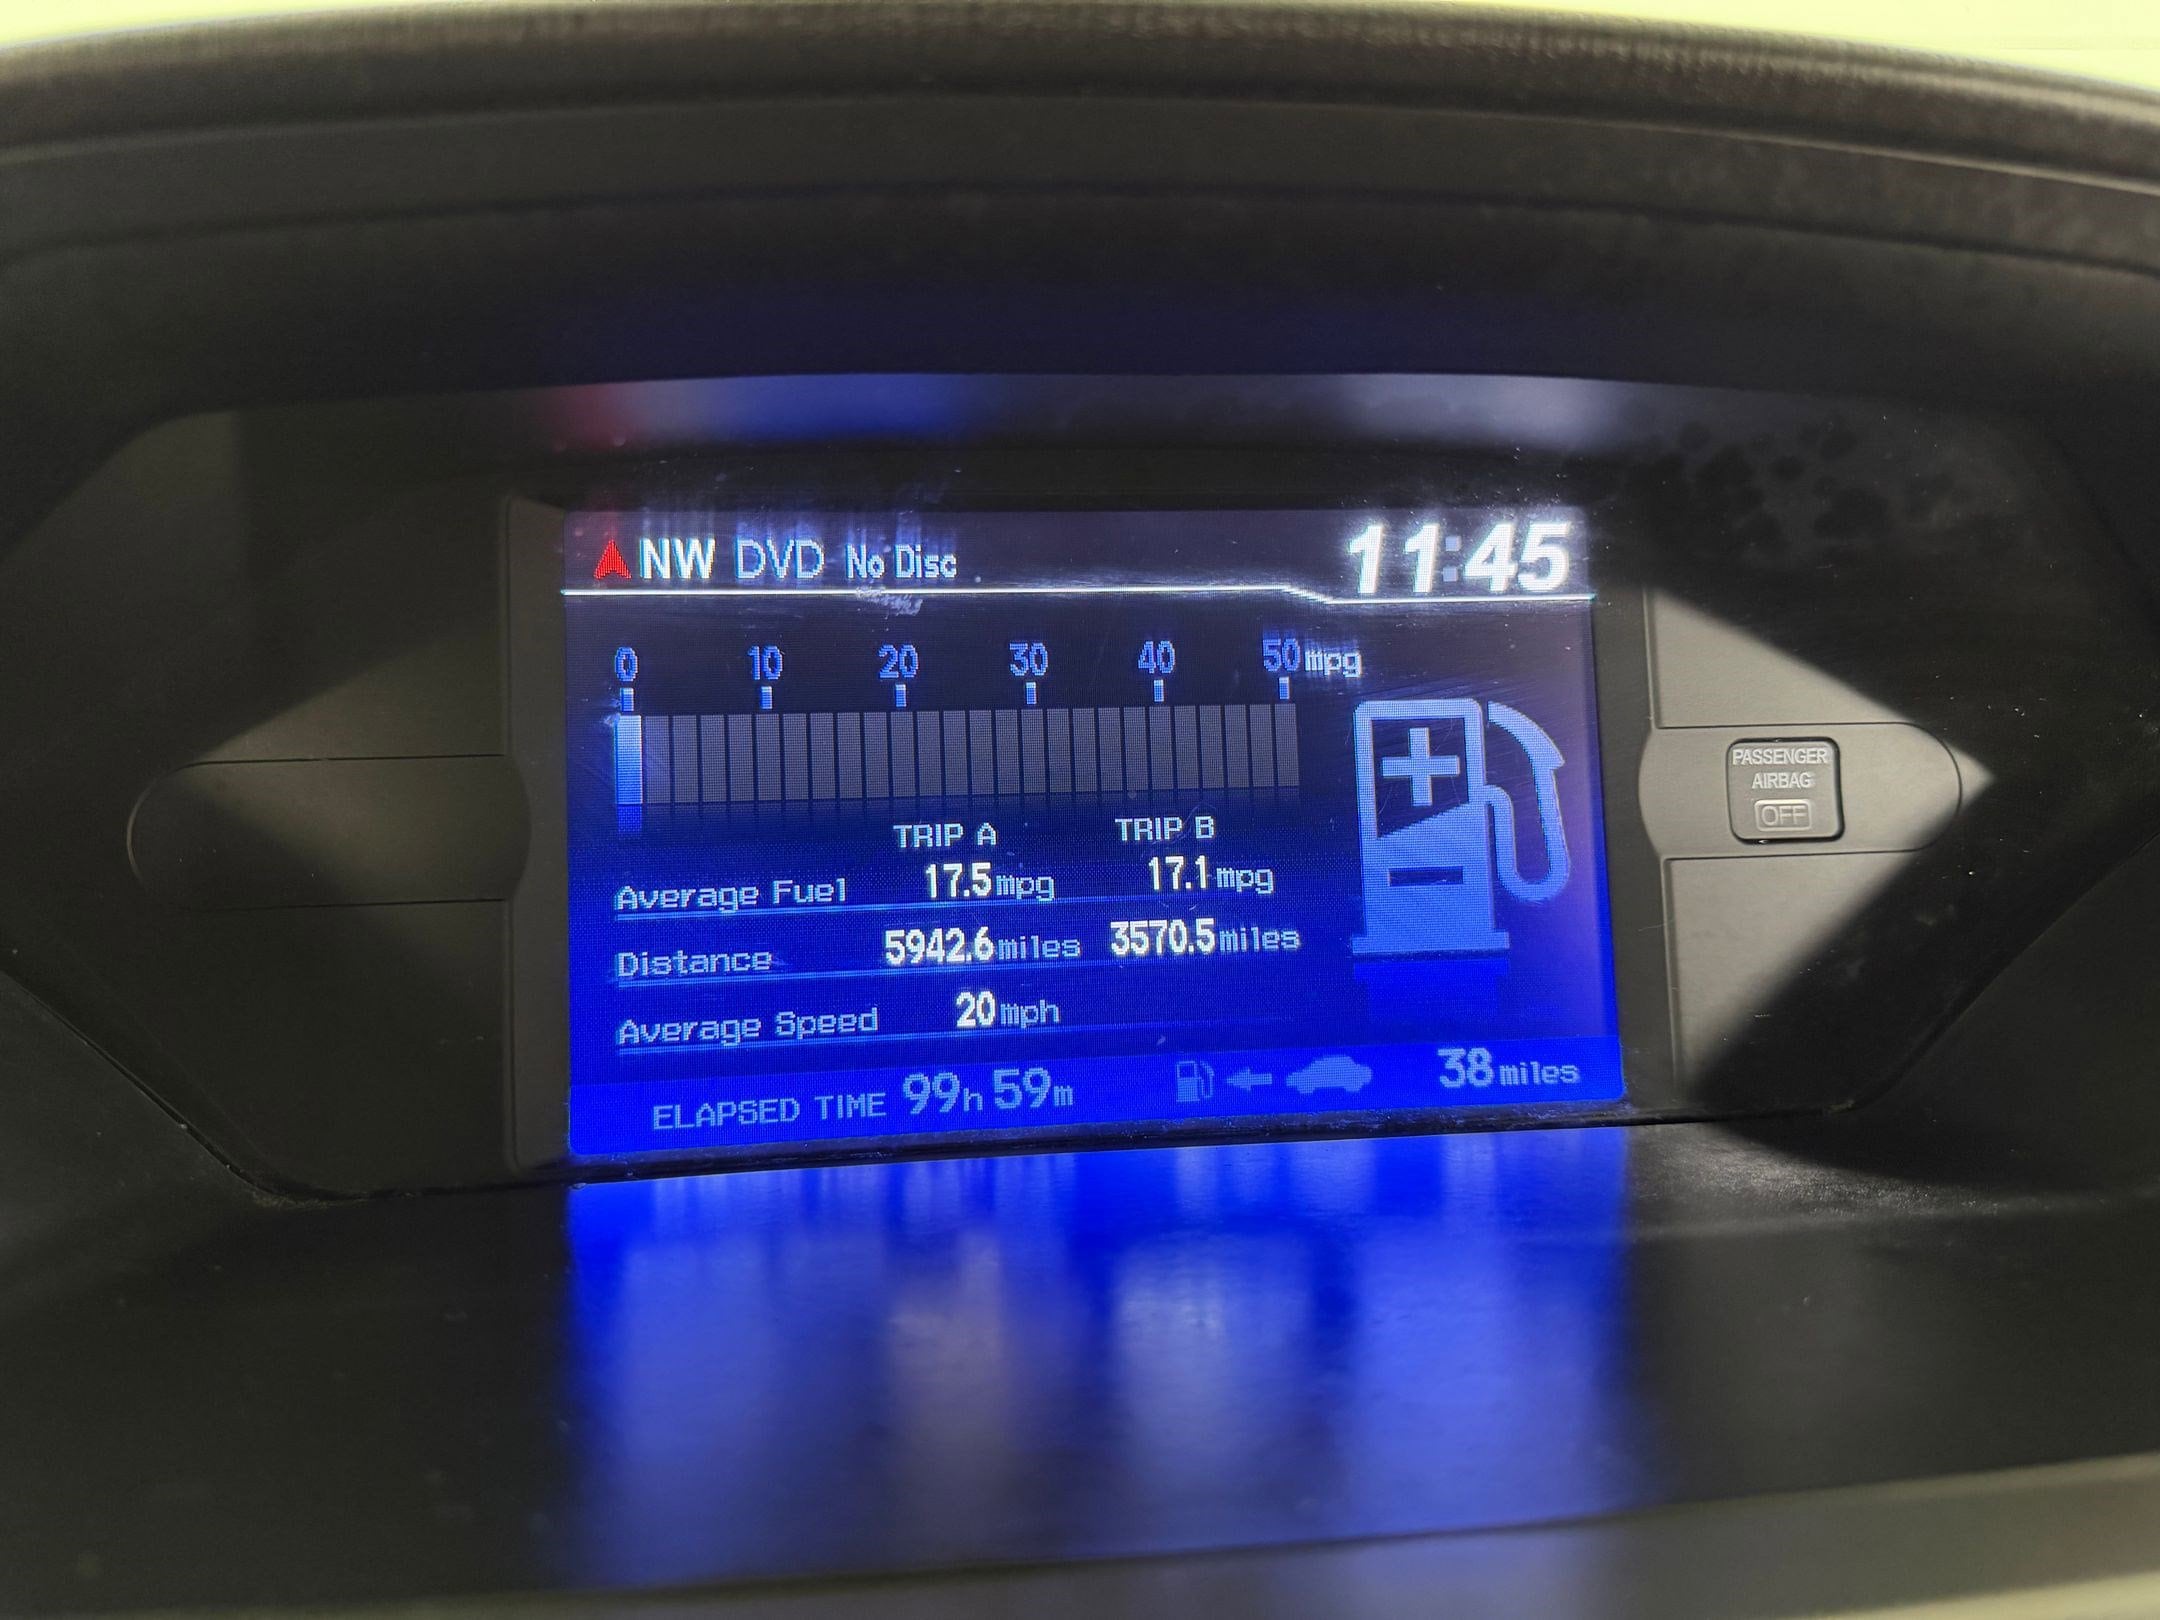 NW DVD No Disc 11:45
0 10 20 30 40 50 mpg
TRIP A TRIP B
Average Fuel 17.5 mpg 17.1 mpg
Distance 5942.6 miles 3570.5 miles
Average Speed 20 mph
ELAPSED TIME 99h 59m 38 miles
PASSENGER
AIRBAG
OFF